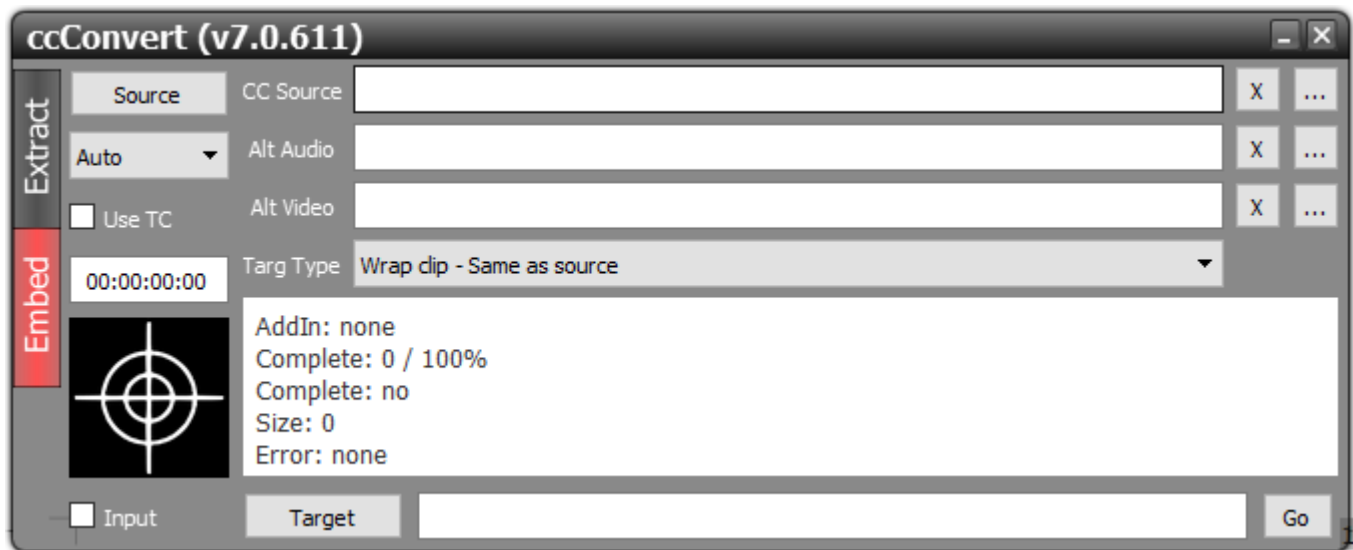 ccConvert (v7.0.611)
Extract
Embed
Source
CC Source
X
...
Auto
Alt Audio
X
...
Use TC
Alt Video
X
...
00:00:00:00
Targ Type
Wrap clip - Same as source
AddIn: none
Complete: 0 / 100%
Complete: no
Size: 0
Error: none
Input
Target
Go